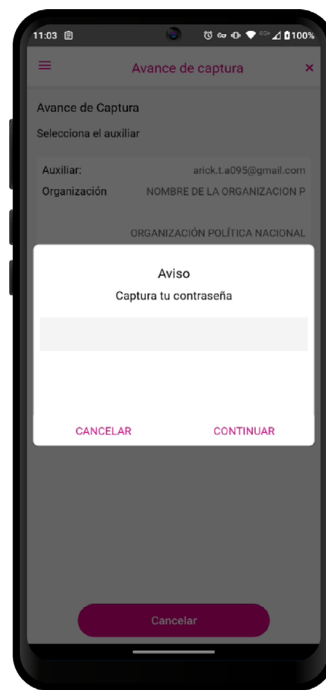 11:03 100%
Avance de captura ×
Avance de Captura
Selecciona el auxiliar
Auxiliar: arick.t.a095@gmail.com
Organización NOMBRE DE LA ORGANIZACION P
ORGANIZACIÓN POLÍTICA NACIONAL
Aviso
Captura tu contraseña
CANCELAR CONTINUAR
Cancelar